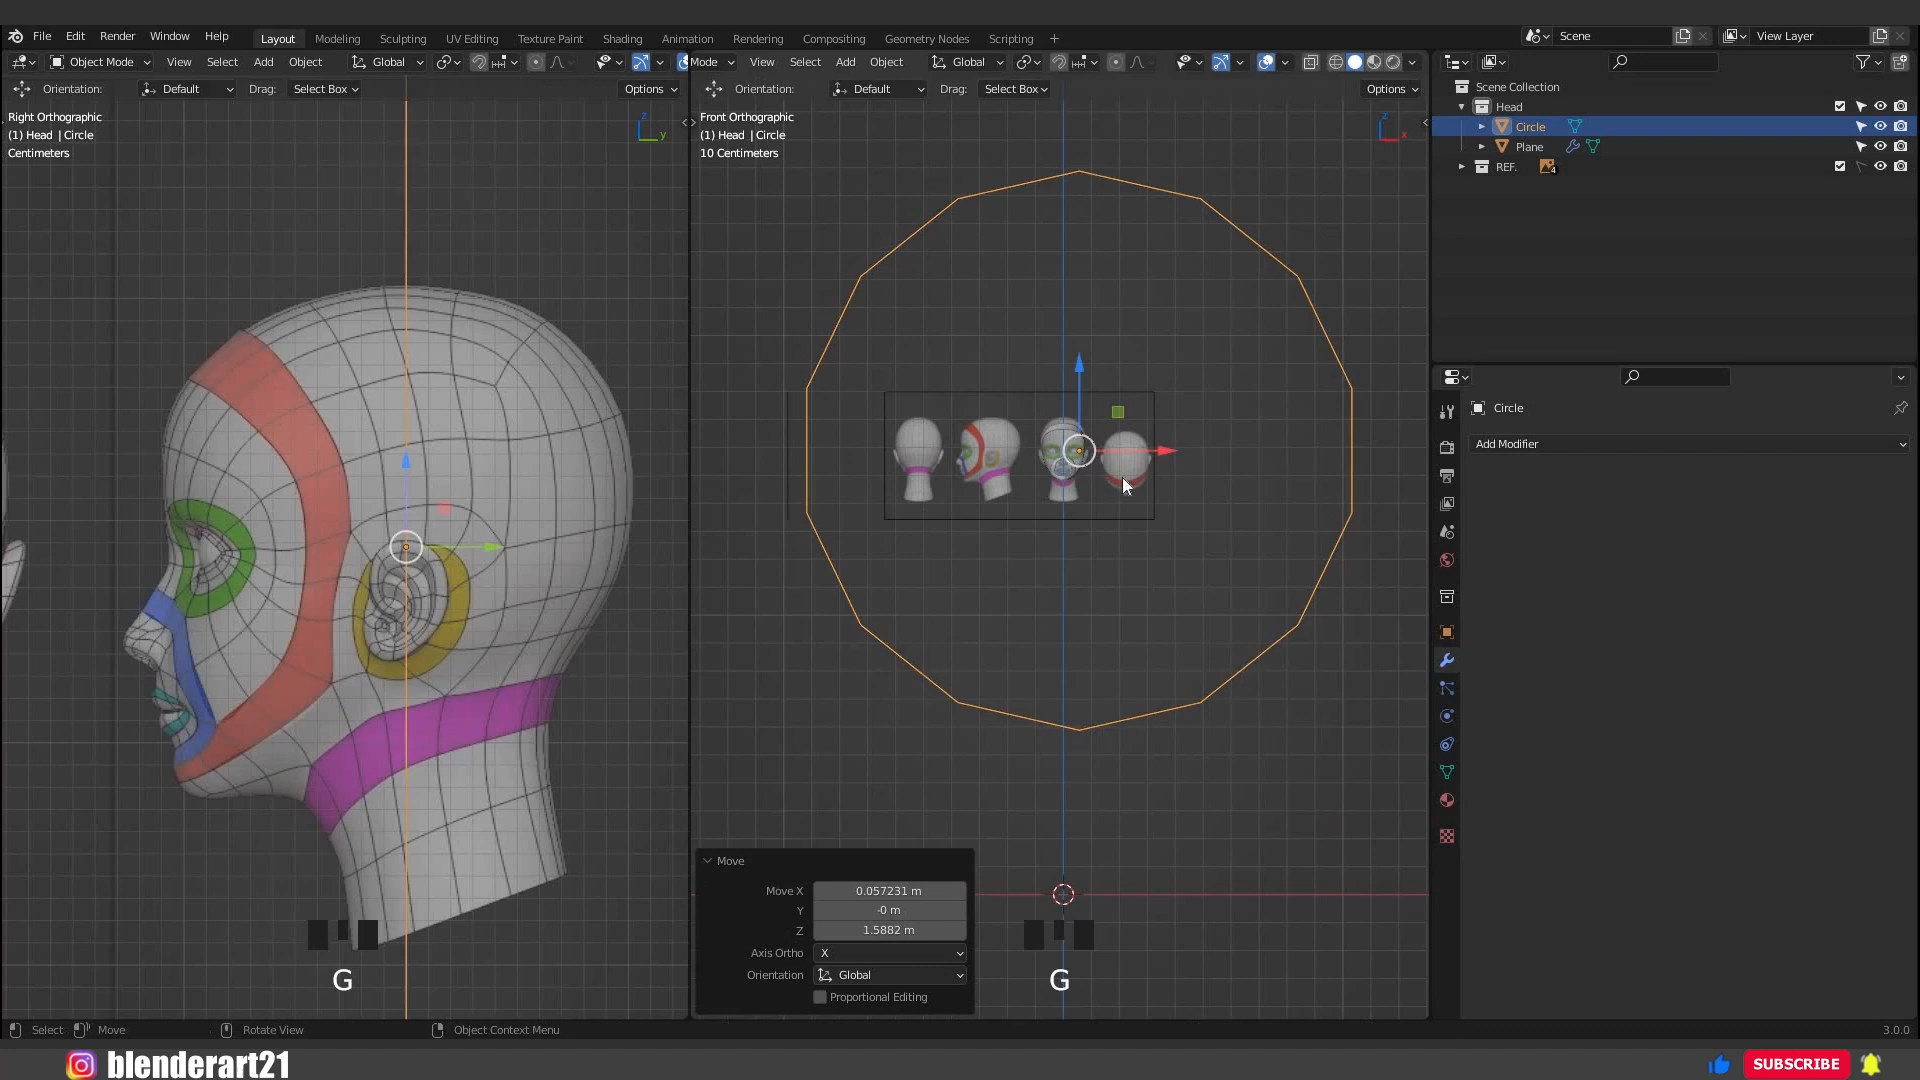 File Edit Render Window Help Layout Modeling Sculpting UV Editing Texture Paint Shading Animation Rendering Compositing Geometry Nodes Scripting + Scene View Layer
Object Mode View Select Add Object Global Mode View Select Add Object Global
Orientation: Default Drag: Select Box Options Orientation: Default Drag: Select Box Options
Right Orthographic
(1) Head | Circle
Centimeters
z
y
Front Orthographic
(1) Head | Circle
10 Centimeters
z
x
Scene Collection
Head
Circle
Plane
REF.
4
Circle
Add Modifier
Move
Move X 0.057231 m
Y -0 m
Z 1.5882 m
Axis Ortho X
Orientation Global
Proportional Editing
G
G
Select Move Rotate View Object Context Menu 3.0.0
blenderart21
SUBSCRIBE